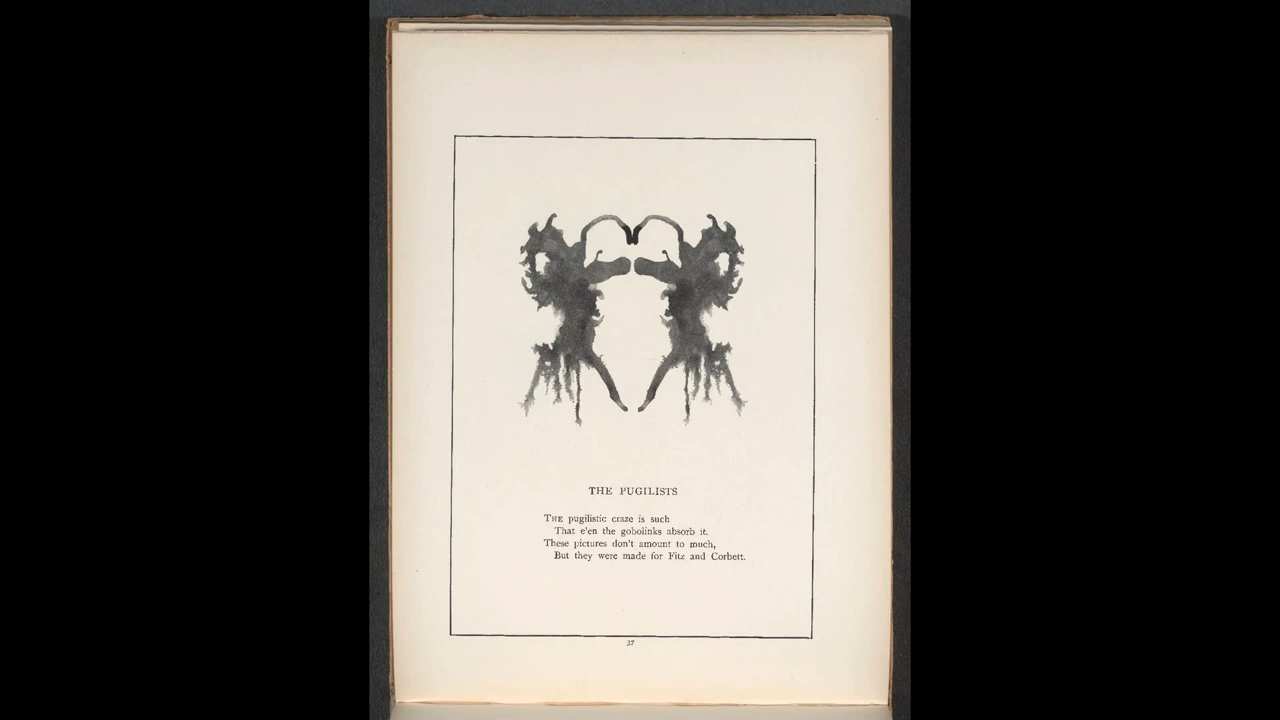 THE PUGILISTS
THE pugilistic craze is such
That e'en the gobolinks absorb it.
These pictures don't amount to much,
But they were made for Fitz and Corbett.
37